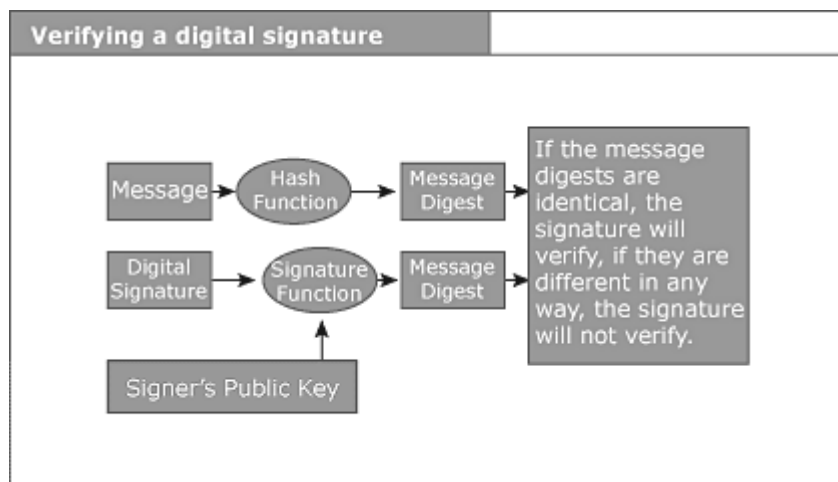 Verifying a digital signature
Message
Hash
Function
Message
Digest
If the message
digests are
identical, the
signature will
verify, if they are
different in any
way, the signature
will not verify.
Digital
Signature
Signature
Function
Message
Digest
Signer's Public Key